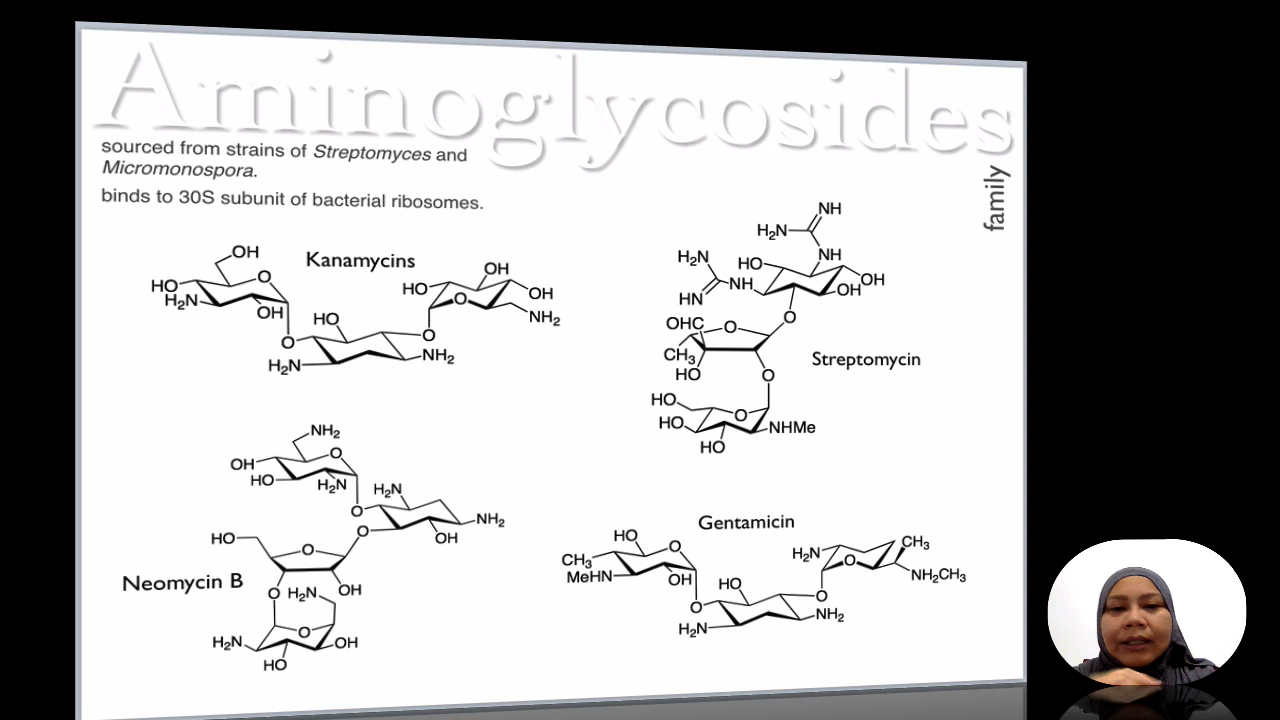 Aminoglycosides
family
sourced from strains of Streptomyces and
Micromonospora.
binds to 30S subunit of bacterial ribosomes.
Kanamycins
OH
HO
H₂N
O
OH
O
HO
H₂N
NH₂
O
HO
OH
O
OH
NH₂
Streptomycin
NH
H₂N
NH
H₂N
HO
NH
HN
OH
OH
O
OHC
O
CH₃
HO
O
HO
HO
O
HO
NHMe
Neomycin B
NH₂
O
OH
HO
H₂N
O
H₂N
NH₂
OH
O
HO
O
OH
O
H₂N
O
H₂N
OH
HO
Gentamicin
HO
O
CH₃
MeHN
OH
O
HO
H₂N
NH₂
O
H₂N
O
CH₃
NH₂CH₃